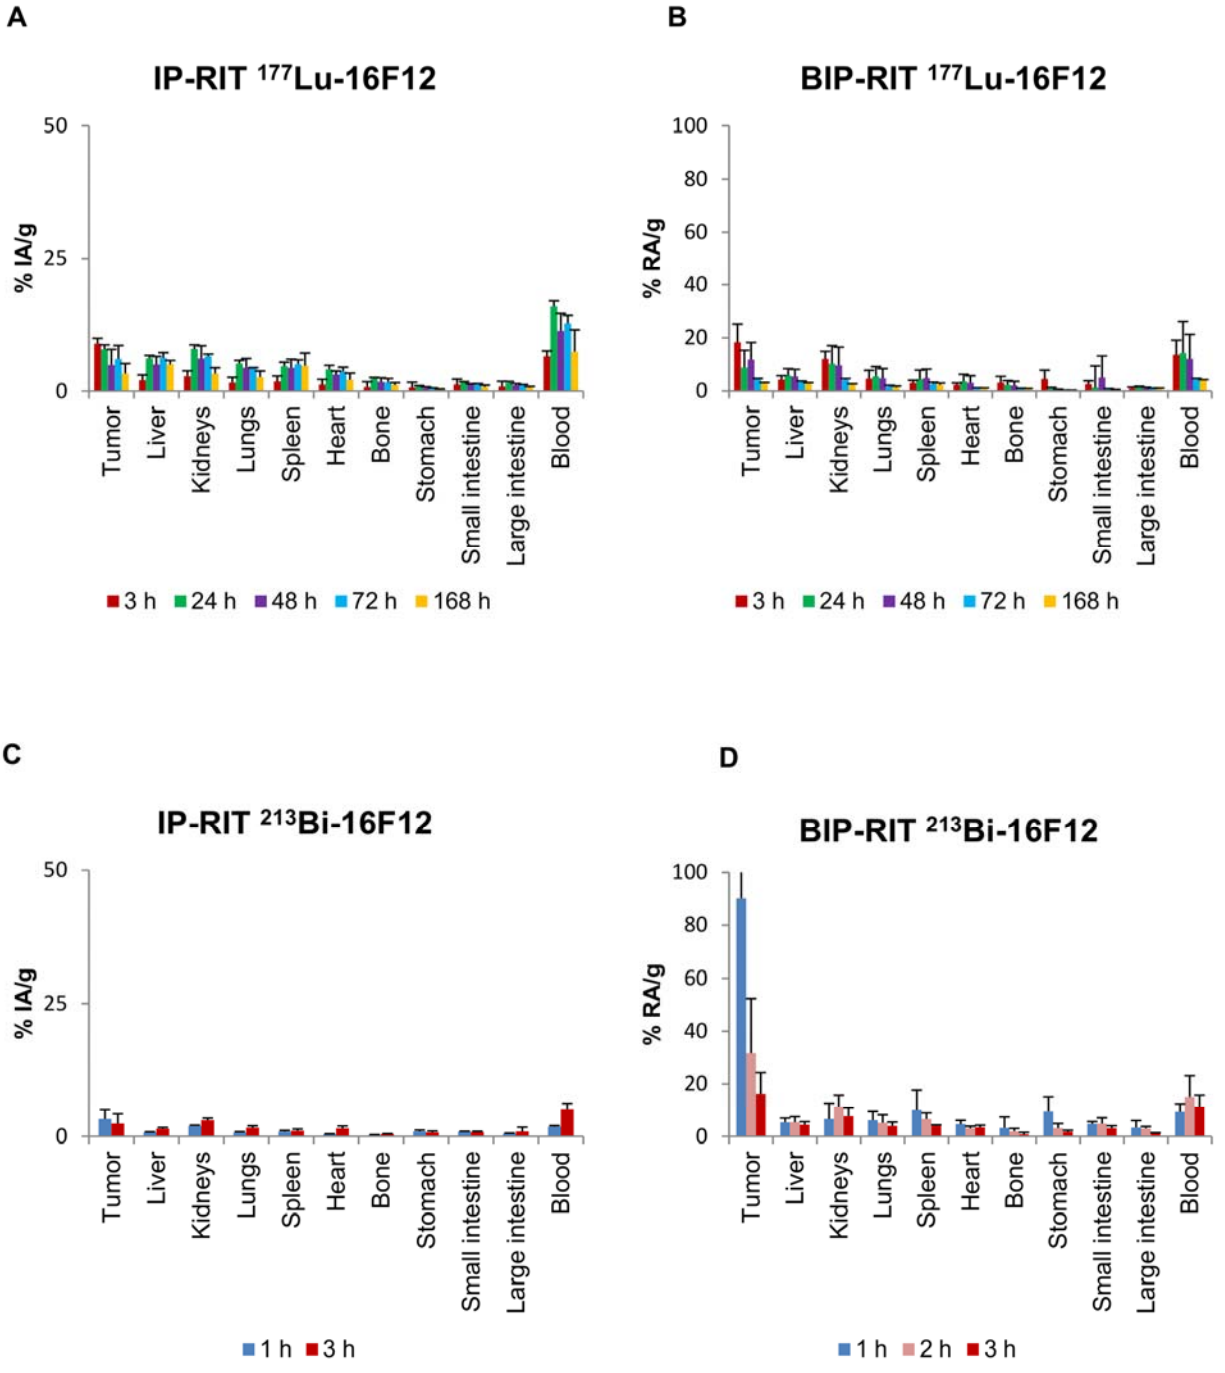 A
IP-RIT ¹⁷⁷Lu-16F12
50
25
0
% IA/g
Tumor
Liver
Kidneys
Lungs
Spleen
Heart
Bone
Stomach
Small intestine
Large intestine
Blood
3 h 24 h 48 h 72 h 168 h
B
BIP-RIT ¹⁷⁷Lu-16F12
100
80
60
40
20
0
% RA/g
Tumor
Liver
Kidneys
Lungs
Spleen
Heart
Bone
Stomach
Small intestine
Large intestine
Blood
3 h 24 h 48 h 72 h 168 h
C
IP-RIT ²¹³Bi-16F12
50
25
0
% IA/g
Tumor
Liver
Kidneys
Lungs
Spleen
Heart
Bone
Stomach
Small intestine
Large intestine
Blood
1 h 3 h
D
BIP-RIT ²¹³Bi-16F12
100
80
60
40
20
0
% RA/g
Tumor
Liver
Kidneys
Lungs
Spleen
Heart
Bone
Stomach
Small intestine
Large intestine
Blood
1 h 2 h 3 h